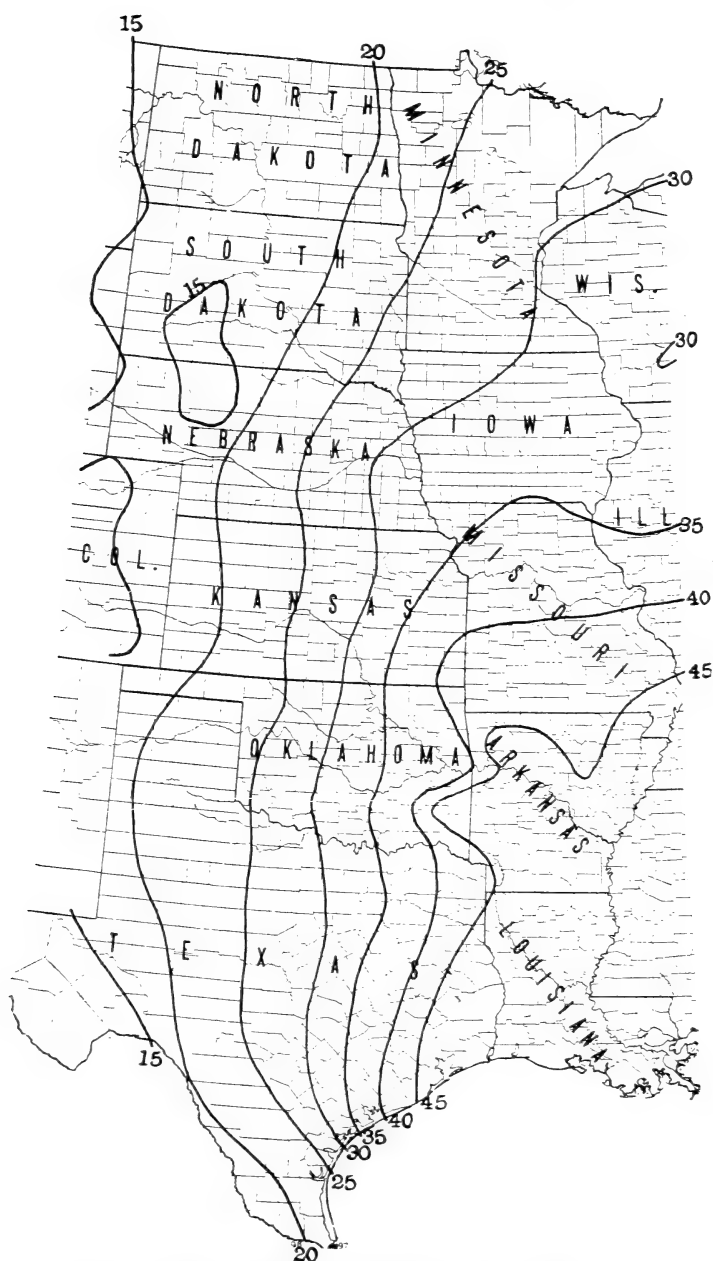 15
20
25
NORTH
DAKOTA
MINNESOTA
30
SOUTH
DAKOTA
15
WIS.
30
IOWA
NEBRASKA
ILL
35
COL.
KANSAS
MISSOURI
40
45
OKLAHOMA
ARKANSAS
TEXAS
LOUISIANA
15
45
40
35
30
25
20
97